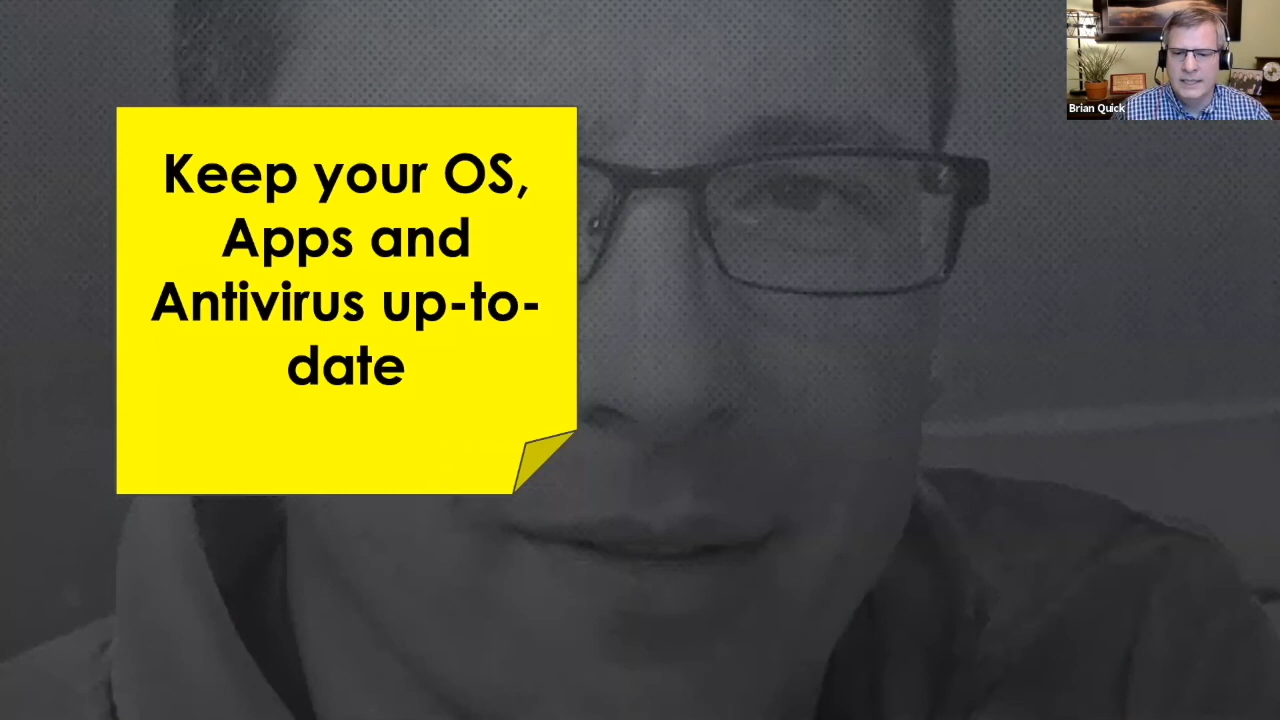 Keep your OS,
Apps and
Antivirus up-to-
date
Brian Quick